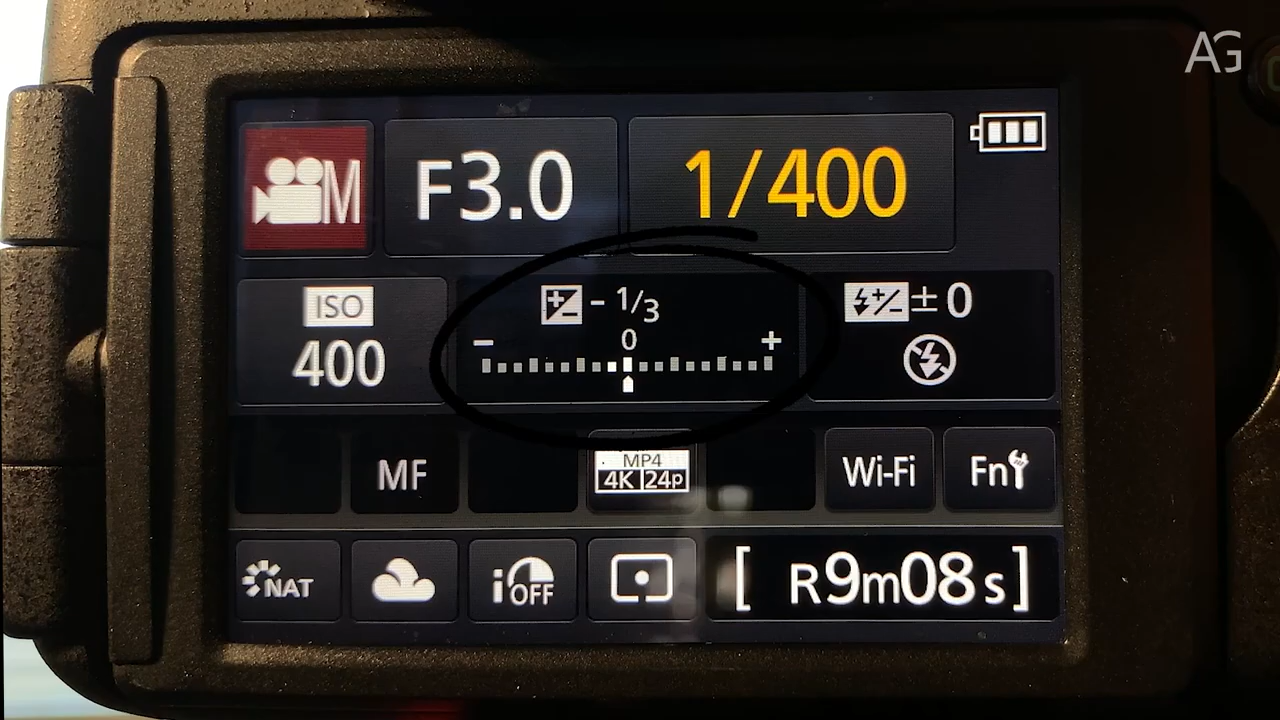 AG
M
F3.0
1/400
ISO
400
- 1/3
0
- +
± 0
MF
MP4
4K 24p
Wi-Fi
Fn
NAT
i OFF
[ R9m08s ]